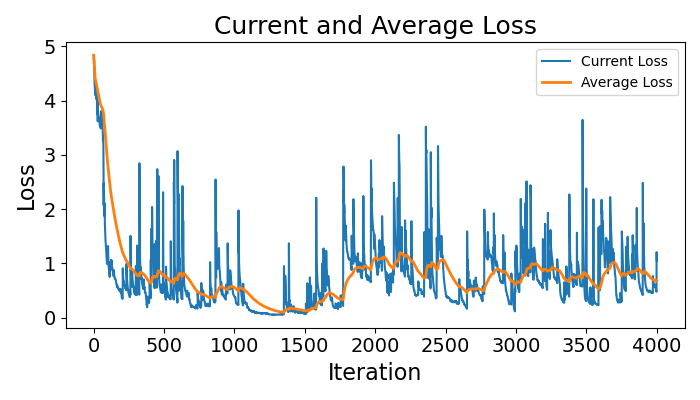 Current and Average Loss
Current Loss
Average Loss
Loss
5
4
3
2
1
0
0 500 1000 1500 2000 2500 3000 3500 4000
Iteration